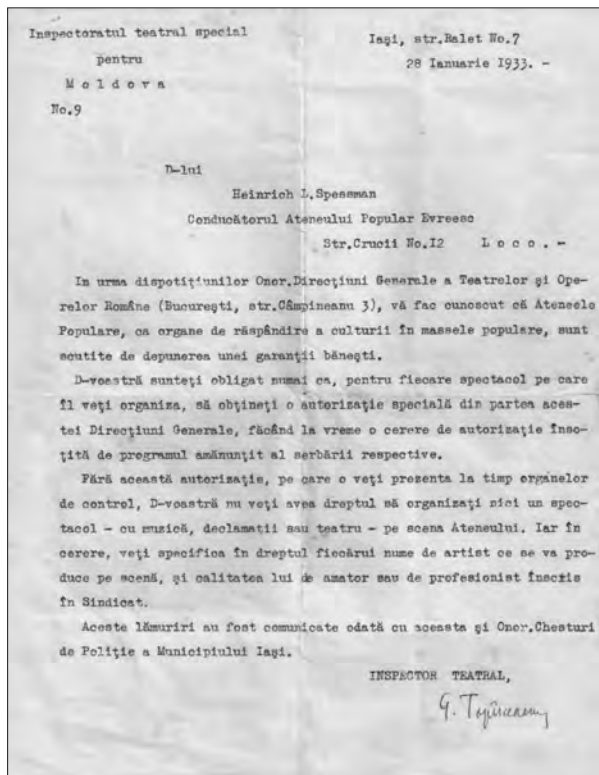 Inspectoratul teatral special
pentru
M o l d o v a
No.9
Iaşi, str.Balet No.7
28 Ianuarie 1933. -
D-lui
Heinrich L.Spessman
Conducătorul Ateneului Popular Evreesc
Str.Crucii No.I2 L o c o . -
In urma dispotiţiunilor Onor.Direcţiuni Generale a Teatrelor şi Ope-
relor Române (Bucureşti, str.Câmpineanu 3), vă fac cunoscut că Ateneele
Populare, ca organe de răspândire a culturii în massele populare, sunt
scutite de depunerea unei garanţii băneşti.
D-voastră sunteţi obligat numai ca, pentru fiecare spectacol pe care
îl veţi organiza, să obţineţi o autorizaţie specială din partea aces-
tei Direcţiuni Generale, făcând la vreme o cerere de autorizaţie înso-
ţită de programul amănunţit al serbării respective.
Fără această autorizaţie, pe care o veţi prezenta la timp organelor
de control, D-voastră nu veţi avea dreptul să organizaţi nici un spec-
tacol - cu muzică, declamaţii sau teatru - pe scena Ateneului. Iar în
cerere, veţi specifica în dreptul fiecărui nume de artist ce se va pro-
duce pe scenă, şi calitatea lui de amator sau de profesionist înscris
în Sindicat.
Aceste lămuriri au fost comunicate odată cu aceasta şi Onor.Chesturi
de Poliţie a Municipiului Iaşi.
INSPECTOR TEATRAL,
G. Topîrceanu